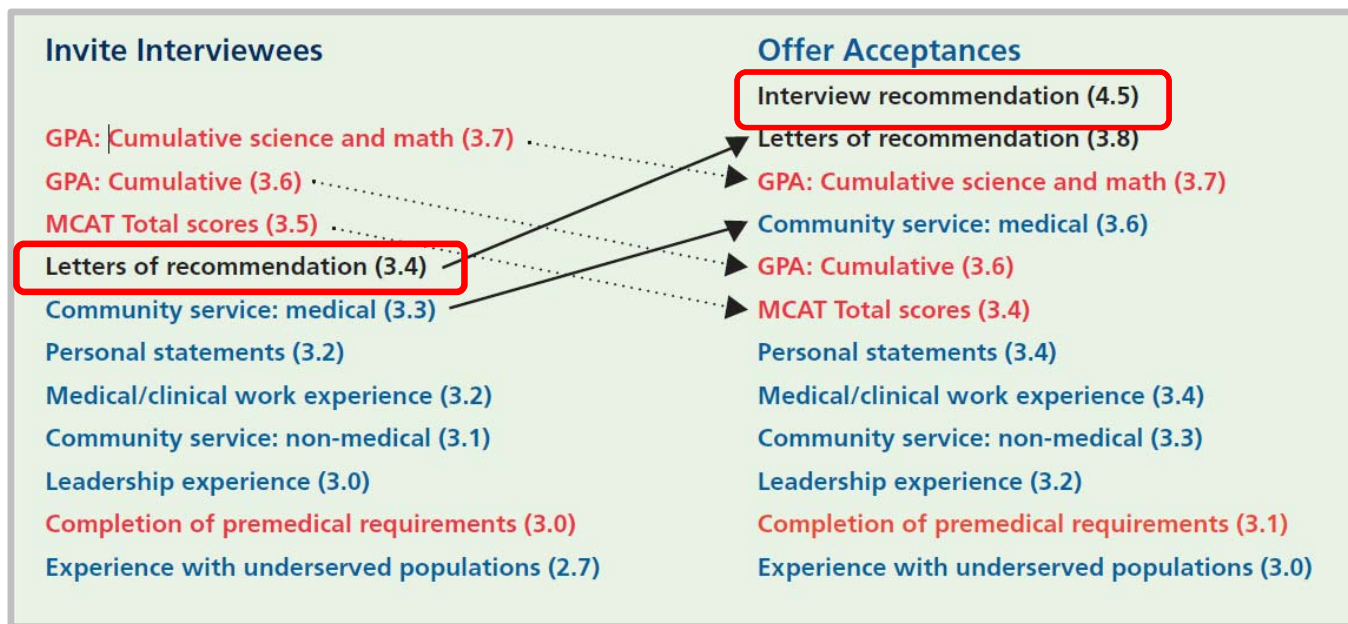 Invite Interviewees
GPA: Cumulative science and math (3.7)
GPA: Cumulative (3.6)
MCAT Total scores (3.5)
Letters of recommendation (3.4)
Community service: medical (3.3)
Personal statements (3.2)
Medical/clinical work experience (3.2)
Community service: non-medical (3.1)
Leadership experience (3.0)
Completion of premedical requirements (3.0)
Experience with underserved populations (2.7)
Offer Acceptances
Interview recommendation (4.5)
Letters of recommendation (3.8)
GPA: Cumulative science and math (3.7)
Community service: medical (3.6)
GPA: Cumulative (3.6)
MCAT Total scores (3.4)
Personal statements (3.4)
Medical/clinical work experience (3.4)
Community service: non-medical (3.3)
Leadership experience (3.2)
Completion of premedical requirements (3.1)
Experience with underserved populations (3.0)